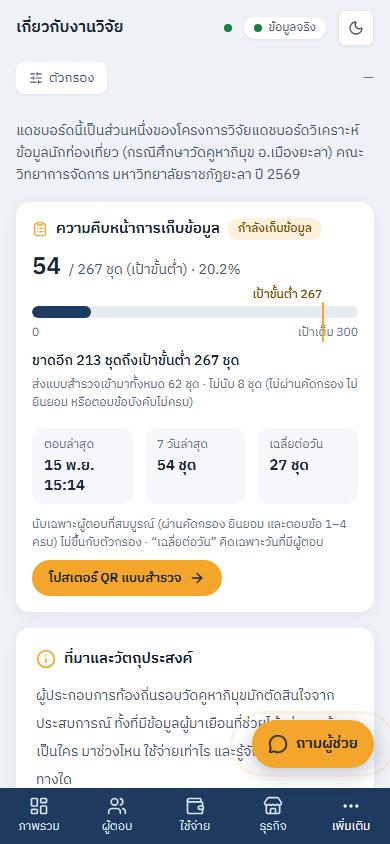 เกี่ยวกับงานวิจัย
ข้อมูลจริง
ตัวกรอง
แดชบอร์ดนี้เป็นส่วนหนึ่งของโครงการวิจัยแดชบอร์ดวิเคราะห์
ข้อมูลนักท่องเที่ยว (กรณีศึกษาวัดคูหาภิมุข อ.เมืองยะลา) คณะ
วิทยาการจัดการ มหาวิทยาลัยราชภัฏยะลา ปี 2569
ความคืบหน้าการเก็บข้อมูล
กำลังเก็บข้อมูล
54 / 267 ชุด (เป้าขั้นต่ำ) · 20.2%
เป้าขั้นต่ำ 267
0
เป้าเต็ม 300
ขาดอีก 213 ชุดถึงเป้าขั้นต่ำ 267 ชุด
ส่งแบบสำรวจเข้ามาทั้งหมด 62 ชุด · ไม่นับ 8 ชุด (ไม่ผ่านคัดกรอง ไม่
ยินยอม หรือตอบข้อบังคับไม่ครบ)
ตอบล่าสุด
15 พ.ย.
15:14
7 วันล่าสุด
54 ชุด
เฉลี่ยต่อวัน
27 ชุด
นับเฉพาะผู้ตอบที่สมบูรณ์ (ผ่านคัดกรอง ยินยอม และตอบข้อ 1–4
ครบ) ไม่ขึ้นกับตัวกรอง · “เฉลี่ยต่อวัน” คิดเฉพาะวันที่มีผู้ตอบ
โปสเตอร์ QR แบบสำรวจ
ที่มาและวัตถุประสงค์
ผู้ประกอบการท้องถิ่นรอบวัดคูหาภิมุขมักตัดสินใจจาก
ประสบการณ์ ทั้งที่มีข้อมูลผู้มาเยือนที่ช่วย
เป็นใคร มาช่วงไหน ใช้จ่ายเท่าไร และ
ทางใด
ถามผู้ช่วย
ภาพรวม
ผู้ตอบ
ใช้จ่าย
ธุรกิจ
เพิ่มเติม